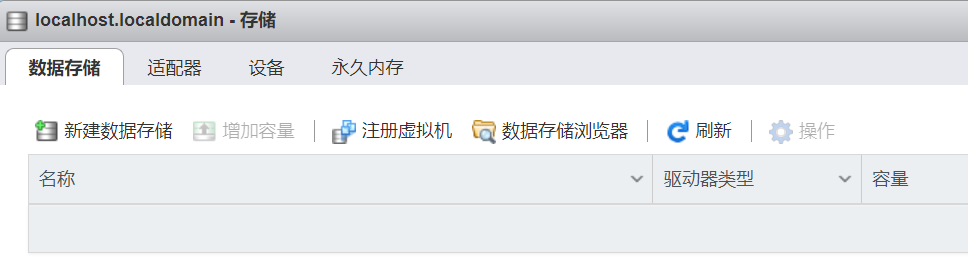 localhost.localdomain - 存储
数据存储 适配器 设备 永久内存
新建数据存储 增加容量 注册虚拟机 数据存储浏览器 刷新 操作
名称 驱动器类型 容量